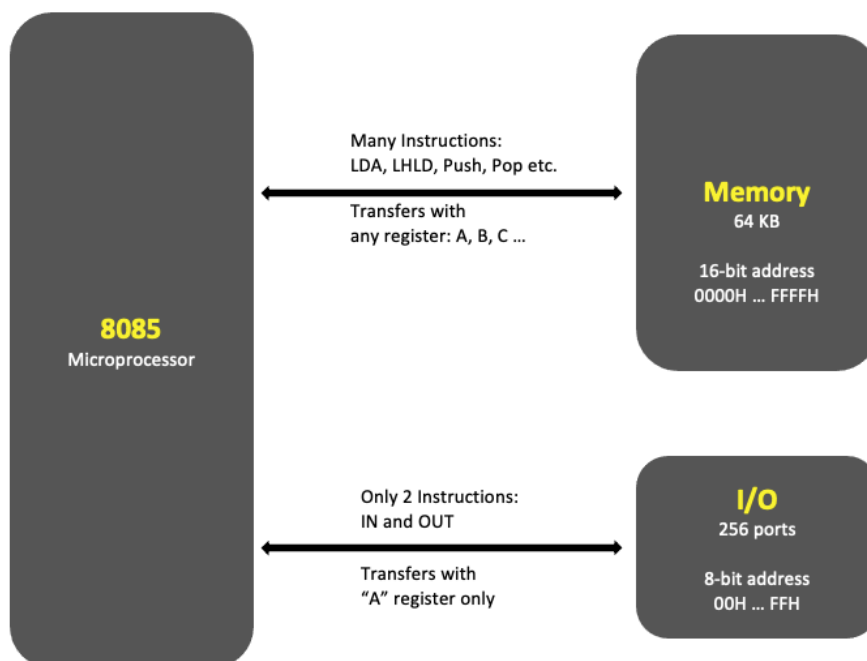 8085
Microprocessor
Many Instructions:
LDA, LHLD, Push, Pop etc.
Transfers with
any register: A, B, C ...
Memory
64 KB
16-bit address
0000H ... FFFFH
Only 2 Instructions:
IN and OUT
Transfers with
“A” register only
I/O
256 ports
8-bit address
00H ... FFH